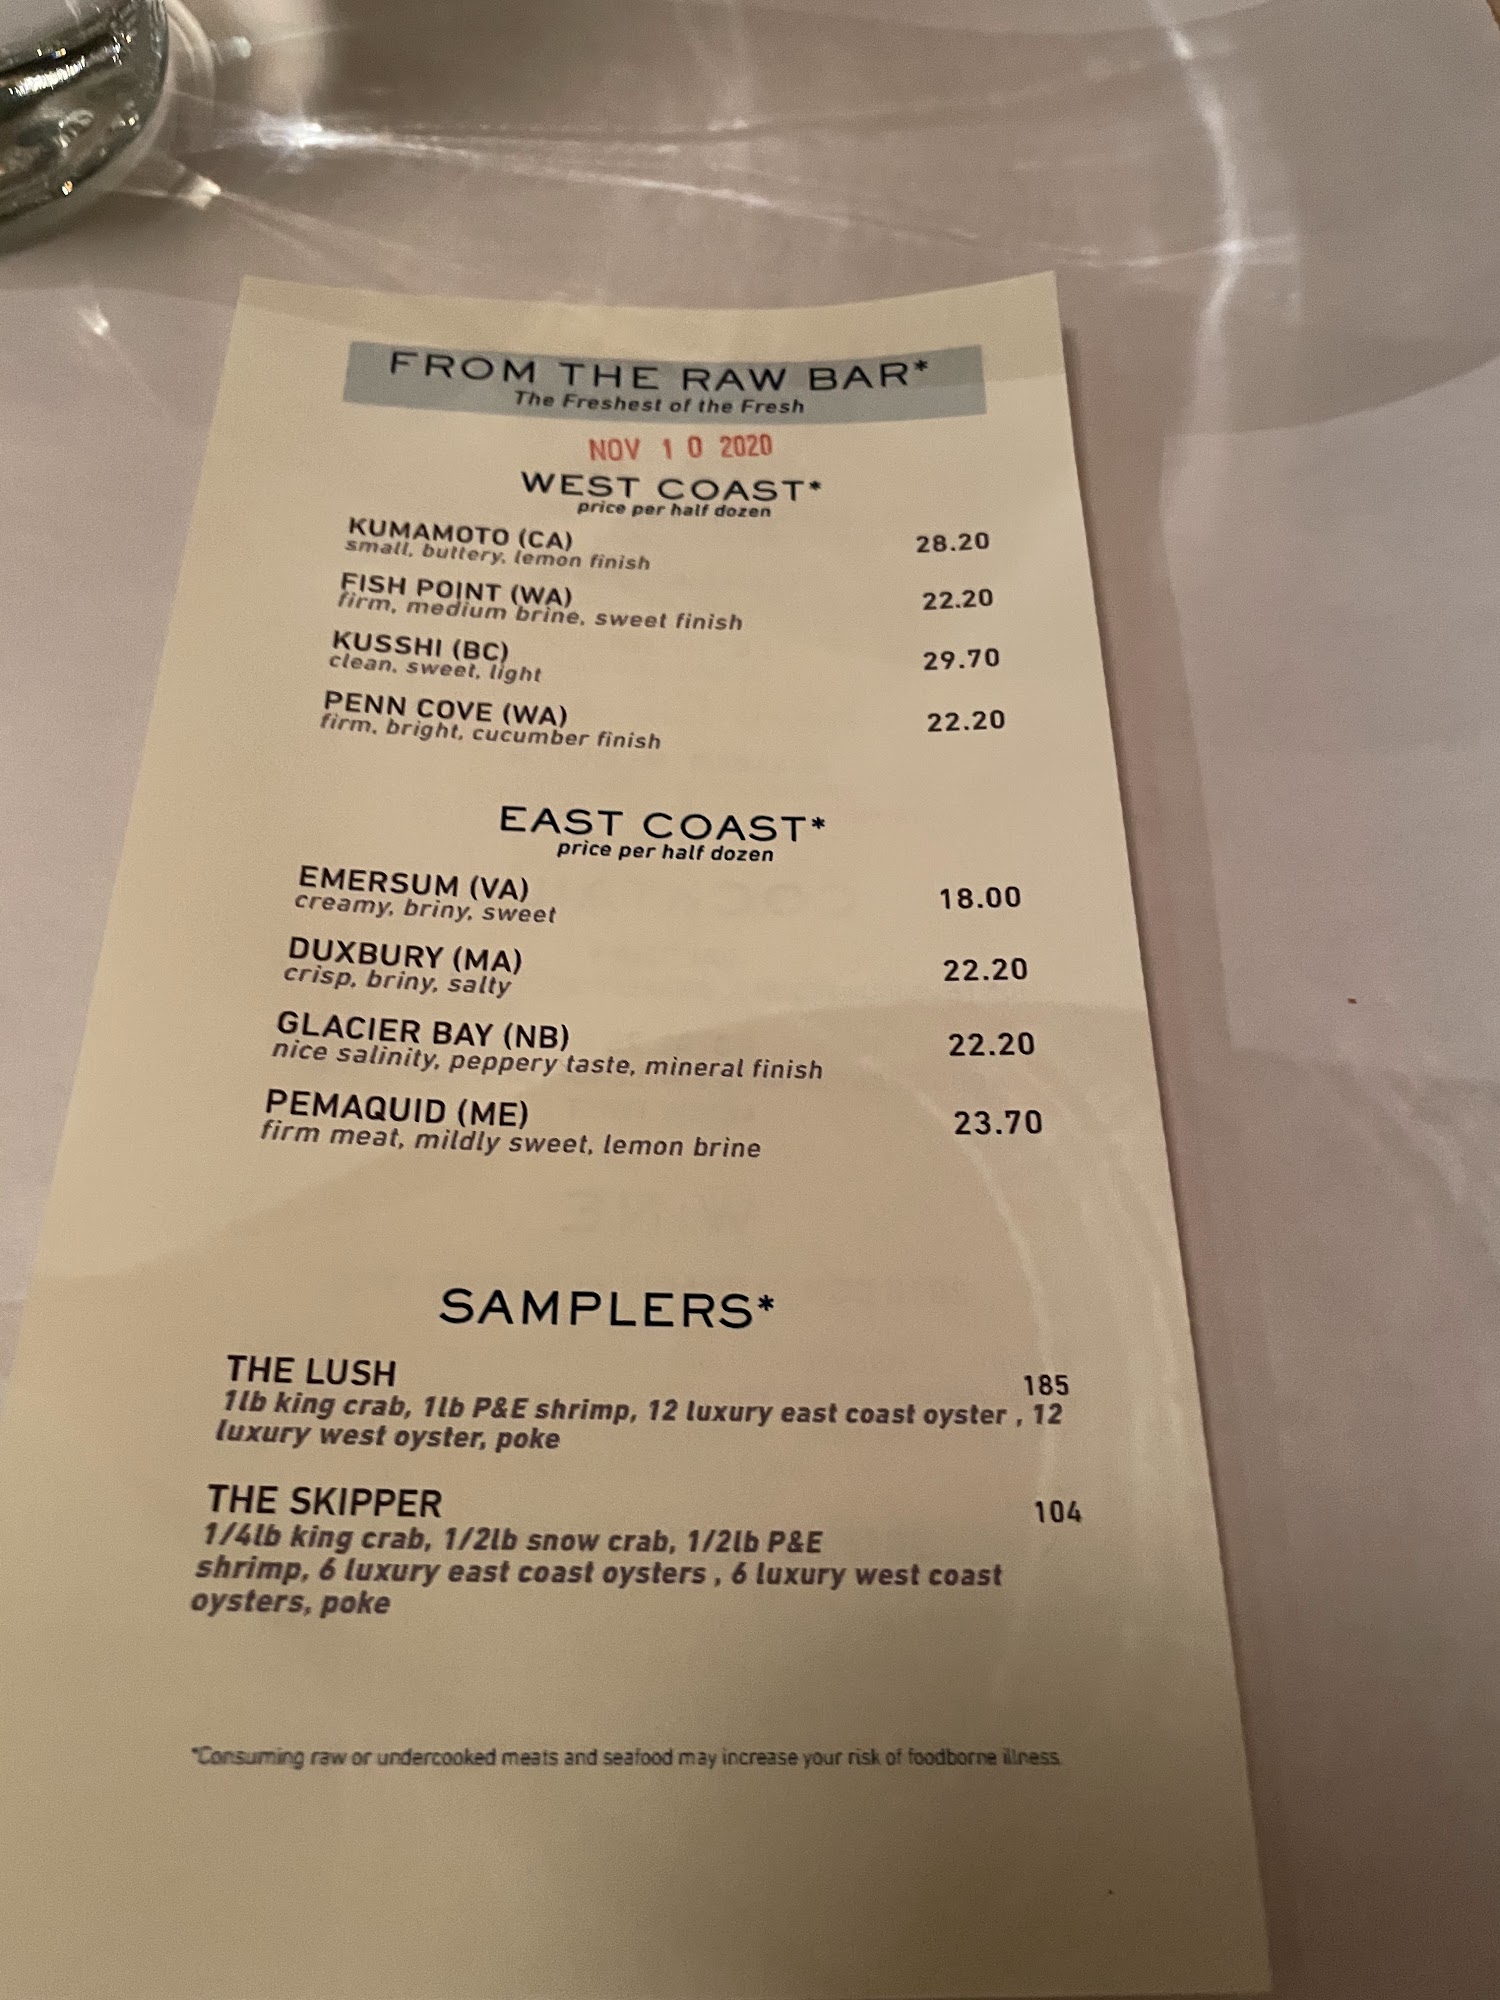 FROM THE RAW BAR*
The Freshest of the Fresh
NOV 10 2020
WEST COAST*
price per half dozen
KUMAMOTO (CA) 28.20
small, buttery, lemon finish
FISH POINT (WA) 22.20
firm, medium brine, sweet finish
KUSSHI (BC) 29.70
clean, sweet, light
PENN COVE (WA) 22.20
firm, bright, cucumber finish
EAST COAST*
price per half dozen
EMERSUM (VA) 18.00
creamy, briny, sweet
DUXBURY (MA) 22.20
crisp, briny, salty
GLACIER BAY (NB) 22.20
nice salinity, peppery taste, mineral finish
PEMAQUID (ME) 23.70
firm meat, mildly sweet, lemon brine
SAMPLERS*
THE LUSH 185
1lb king crab, 1lb P&E shrimp, 12 luxury east coast oyster , 12
luxury west oyster, poke
THE SKIPPER 104
1/4lb king crab, 1/2lb snow crab, 1/2lb P&E
shrimp, 6 luxury east coast oysters , 6 luxury west coast
oysters, poke
*Consuming raw or undercooked meats and seafood may increase your risk of foodborne illness.